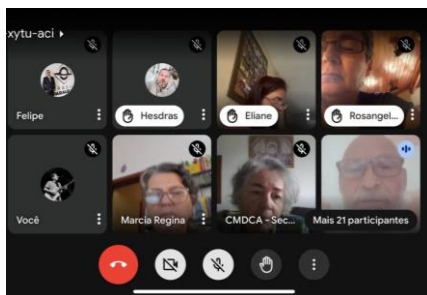 -xytu-aci
Felipe
Hesdras
Eliane
Rosangel...
Você
Marcia Regina
CMDCA - Sec...
Mais 21 participantes